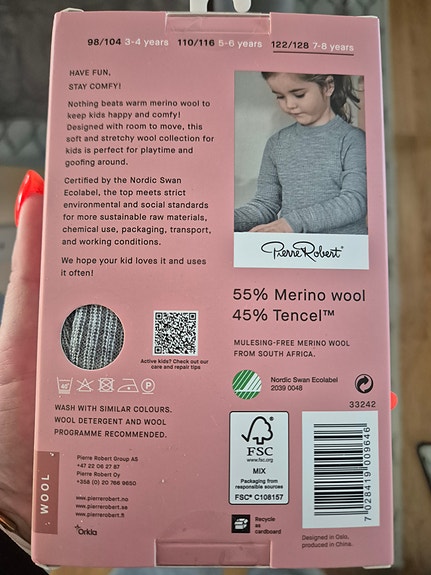 98/104 3-4 years 110/116 5-6 years 122/128 7-8 years
HAVE FUN,
STAY COMFY!
Nothing beats warm merino wool to
keep kids happy and comfy!
Designed with room to move, this
soft and stretchy wool collection for
kids is perfect for playtime and
goofing around.
Certified by the Nordic Swan
Ecolabel, the top meets strict
environmental and social standards
for more sustainable raw materials,
chemical use, packaging, transport,
and working conditions.
We hope your kid loves it and uses
it often!
Pierre Robert®
55% Merino wool
45% Tencel™
MULESING-FREE MERINO WOOL
FROM SOUTH AFRICA.
Active kids? Check out our
care and repair tips
Nordic Swan Ecolabel
2039 0048
33242
40°
P
WASH WITH SIMILAR COLOURS.
WOOL DETERGENT AND WOOL
PROGRAMME RECOMMENDED.
WOOL
Pierre Robert Group AS
+47 22 06 27 87
Pierre Robert Oy
+358 (0) 20 766 9650
www.pierrerobert.no
www.pierrerobert.se
www.pierrerobert.fi
Orkla
FSC
www.fsc.org
MIX
Packaging from
responsible sources
FSC® C108157
Recycle
as
cardboard
7 028419 009646
Designed in Oslo,
produced in China.